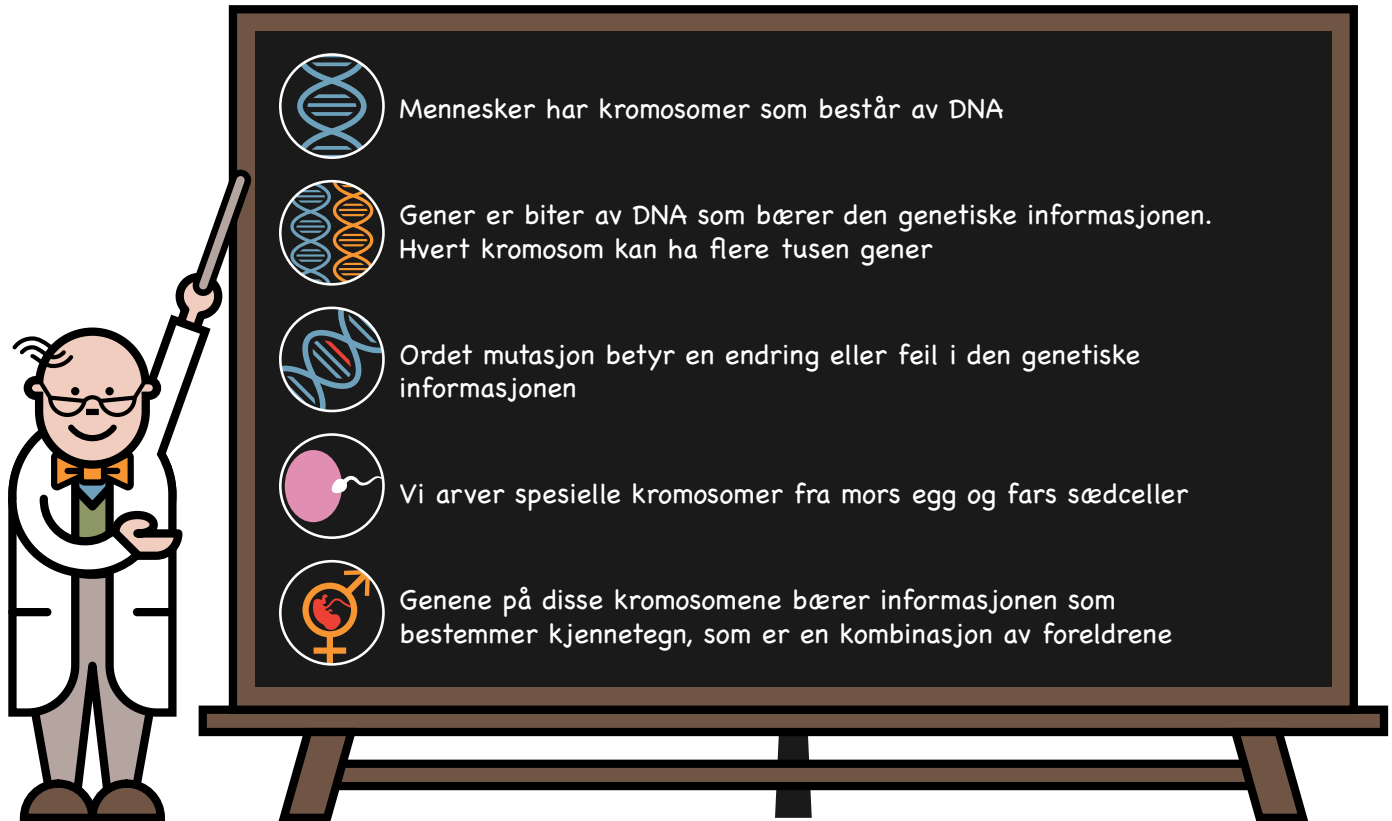 Mennesker har kromosomer som består av DNA
Gener er biter av DNA som bærer den genetiske informasjonen.
Hvert kromosom kan ha flere tusen gener
Ordet mutasjon betyr en endring eller feil i den genetiske
informasjonen
Vi arver spesielle kromosomer fra mors egg og fars sædceller
Genene på disse kromosomene bærer informasjonen som
bestemmer kjennetegn, som er en kombinasjon av foreldrene